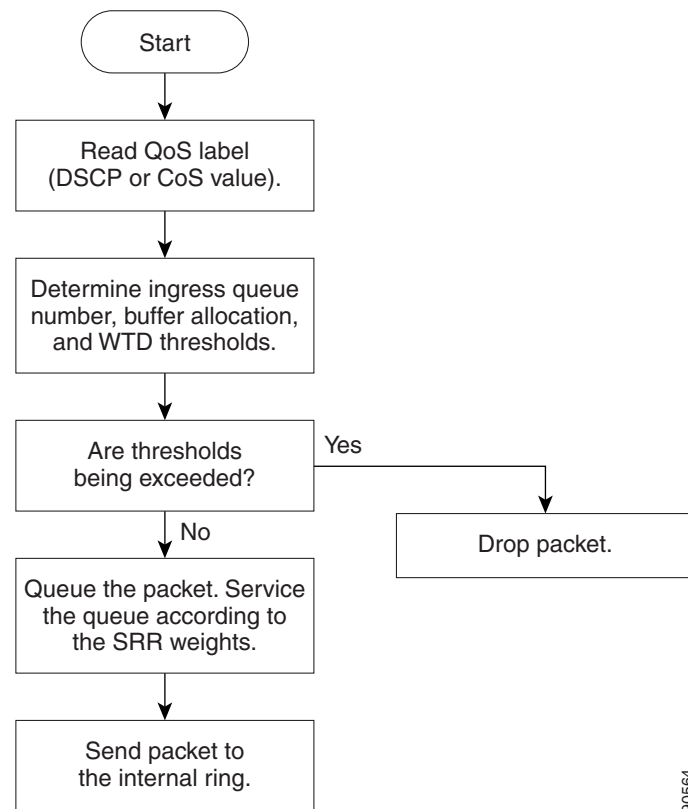 Start
Read QoS label
(DSCP or CoS value).
Determine ingress queue
number, buffer allocation,
and WTD thresholds.
Are thresholds
being exceeded?
Yes
No
Drop packet.
Queue the packet. Service
the queue according to
the SRR weights.
Send packet to
the internal ring.
90564